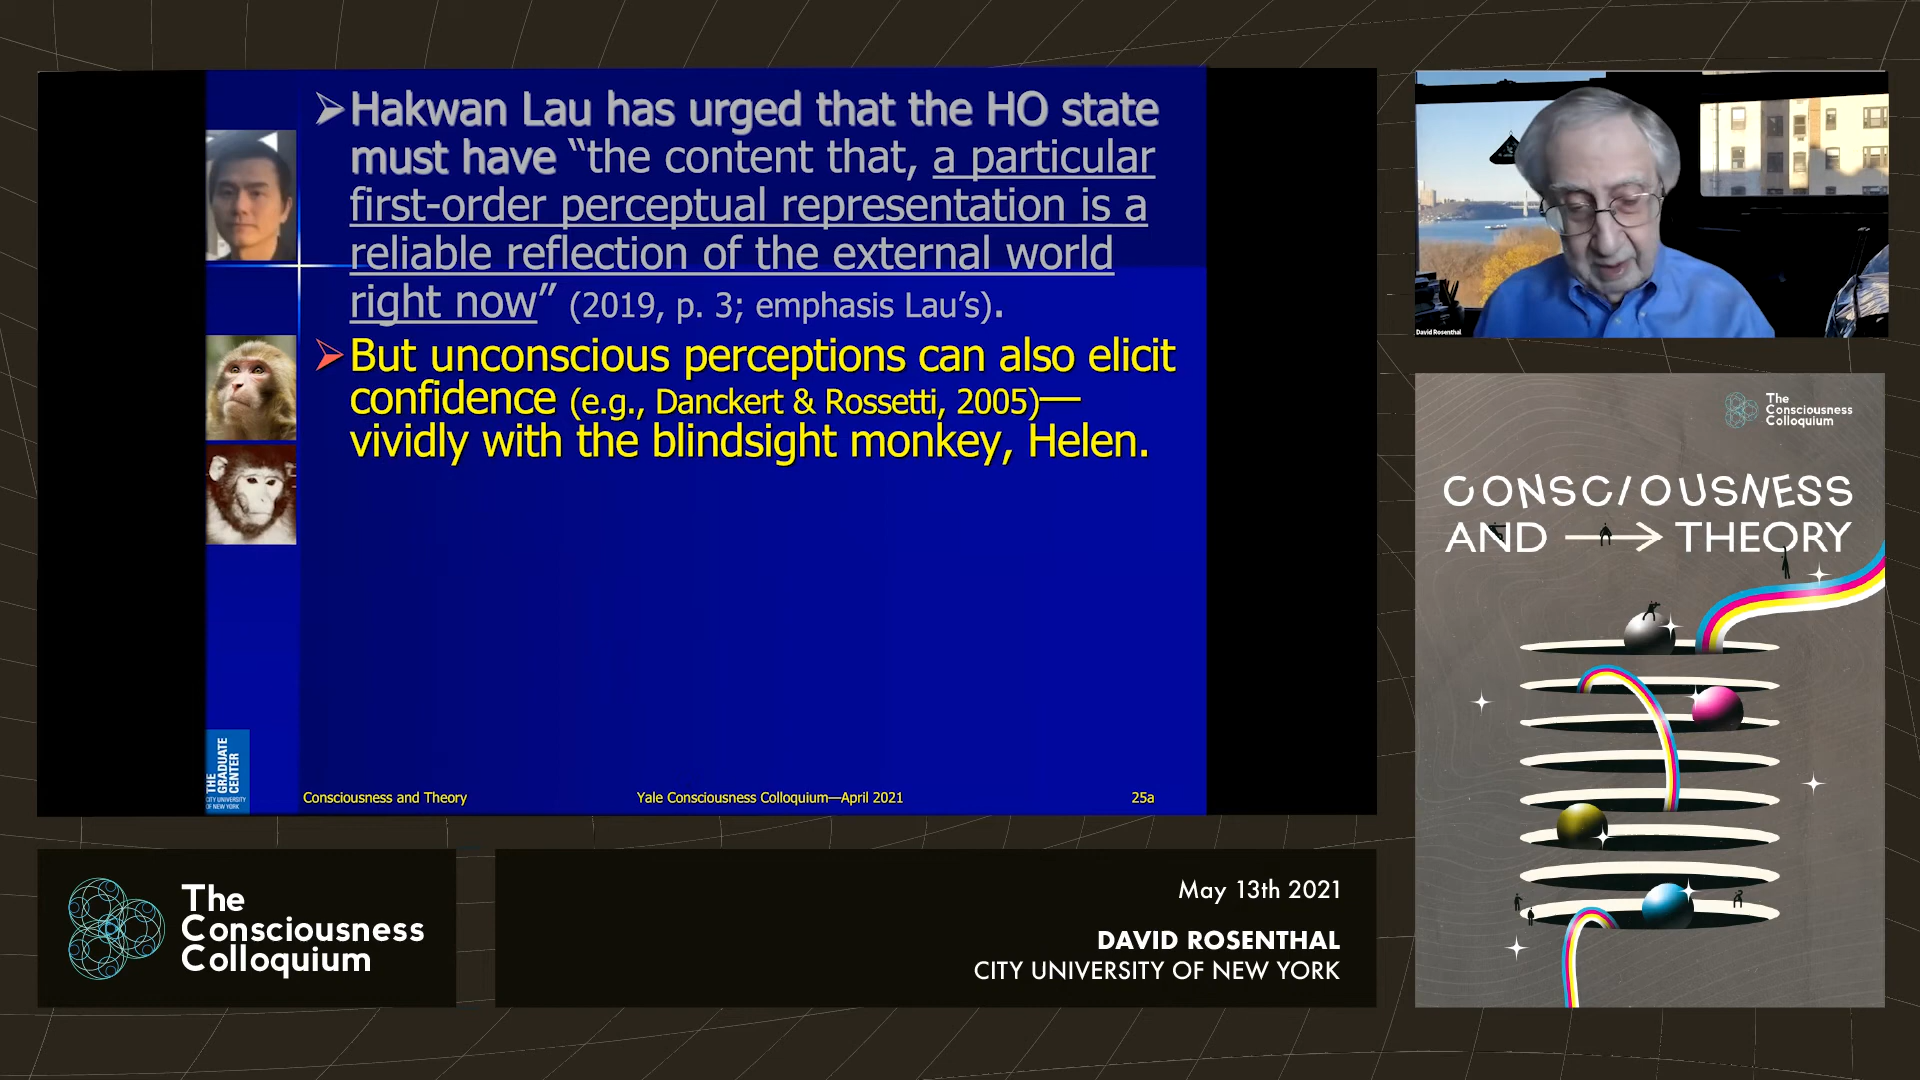 ➢Hakwan Lau has urged that the HO state
must have “the content that, a particular
first-order perceptual representation is a
reliable reflection of the external world
right now” (2019, p. 3; emphasis Lau’s).
➢But unconscious perceptions can also elicit
confidence (e.g., Danckert & Rossetti, 2005)—
vividly with the blindsight monkey, Helen.
THE
GRADUATE
CENTER
CITY UNIVERSITY
OF NEW YORK
Consciousness and Theory
Yale Consciousness Colloquium—April 2021
25a
David Rosenthal
The
Consciousness
Colloquium
CONSCIOUSNESS
AND → THEORY
The
Consciousness
Colloquium
May 13th 2021
DAVID ROSENTHAL
CITY UNIVERSITY OF NEW YORK